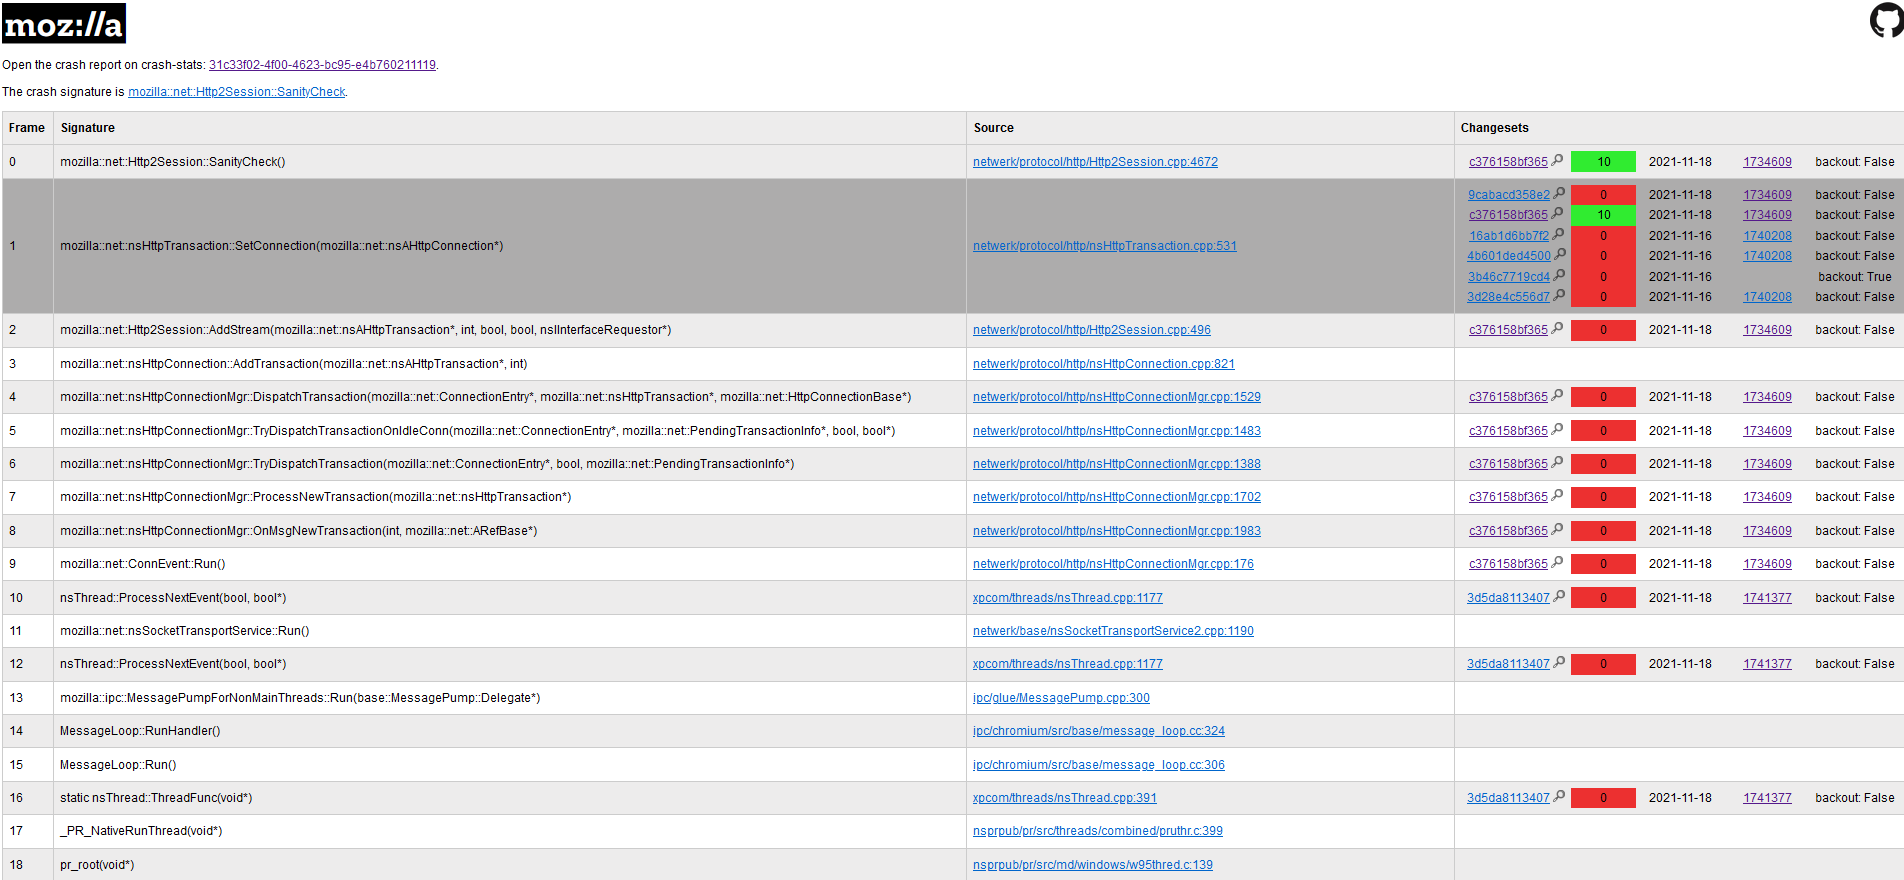 moz://a
Open the crash report on crash-stats: 31c33f02-4f00-4623-bc95-e4b760211119.
The crash signature is mozilla::net::Http2Session::SanityCheck.
Frame Signature Source Changesets
0 mozilla::net::Http2Session::SanityCheck() netwerk/protocol/http/Http2Session.cpp:4672 c376158bf365 10 2021-11-18 1734609 backout: False
9cabacd358e2 0 2021-11-18 1734609 backout: False
c376158bf365 10 2021-11-18 1734609 backout: False
16ab1d6bb7f2 0 2021-11-16 1740208 backout: False
1 mozilla::net::nsHttpTransaction::SetConnection(mozilla::net::nsAHttpConnection*) netwerk/protocol/http/nsHttpTransaction.cpp:531
4b601ded4500 0 2021-11-16 1740208 backout: False
3b46c7719cd4 0 2021-11-16 backout: True
3d28e4c556d7 0 2021-11-16 1740208 backout: False
2 mozilla::net::Http2Session::AddStream(mozilla::net::nsAHttpTransaction*, int, bool, bool, nsIInterfaceRequestor*) netwerk/protocol/http/Http2Session.cpp:496 c376158bf365 0 2021-11-18 1734609 backout: False
3 mozilla::net::nsHttpConnection::AddTransaction(mozilla::net::nsAHttpTransaction*, int) netwerk/protocol/http/nsHttpConnection.cpp:821
4 mozilla::net::nsHttpConnectionMgr::DispatchTransaction(mozilla::net::ConnectionEntry*, mozilla::net::nsHttpTransaction*, mozilla::net::HttpConnectionBase*) netwerk/protocol/http/nsHttpConnectionMgr.cpp:1529 c376158bf365 0 2021-11-18 1734609 backout: False
5 mozilla::net::nsHttpConnectionMgr::TryDispatchTransactionOnIdleConn(mozilla::net::ConnectionEntry*, mozilla::net::PendingTransactionInfo*, bool, bool*) netwerk/protocol/http/nsHttpConnectionMgr.cpp:1483 c376158bf365 0 2021-11-18 1734609 backout: False
6 mozilla::net::nsHttpConnectionMgr::TryDispatchTransaction(mozilla::net::ConnectionEntry*, bool, mozilla::net::PendingTransactionInfo*) netwerk/protocol/http/nsHttpConnectionMgr.cpp:1388 c376158bf365 0 2021-11-18 1734609 backout: False
7 mozilla::net::nsHttpConnectionMgr::ProcessNewTransaction(mozilla::net::nsHttpTransaction*) netwerk/protocol/http/nsHttpConnectionMgr.cpp:1702 c376158bf365 0 2021-11-18 1734609 backout: False
8 mozilla::net::nsHttpConnectionMgr::OnMsgNewTransaction(int, mozilla::net::ARefBase*) netwerk/protocol/http/nsHttpConnectionMgr.cpp:1983 c376158bf365 0 2021-11-18 1734609 backout: False
9 mozilla::net::ConnEvent::Run() netwerk/protocol/http/nsHttpConnectionMgr.cpp:176 c376158bf365 0 2021-11-18 1734609 backout: False
10 nsThread::ProcessNextEvent(bool, bool*) xpcom/threads/nsThread.cpp:1177 3d5da8113407 0 2021-11-18 1741377 backout: False
11 mozilla::net::nsSocketTransportService::Run() netwerk/base/nsSocketTransportService2.cpp:1190
12 nsThread::ProcessNextEvent(bool, bool*) xpcom/threads/nsThread.cpp:1177 3d5da8113407 0 2021-11-18 1741377 backout: False
13 mozilla::ipc::MessagePumpForNonMainThreads::Run(base::MessagePump::Delegate*) ipc/glue/MessagePump.cpp:300
14 MessageLoop::RunHandler() ipc/chromium/src/base/message_loop.cc:324
15 MessageLoop::Run() ipc/chromium/src/base/message_loop.cc:306
16 static nsThread::ThreadFunc(void*) xpcom/threads/nsThread.cpp:391 3d5da8113407 0 2021-11-18 1741377 backout: False
17 _PR_NativeRunThread(void*) nsprpub/pr/src/threads/combined/pruthr.c:399
18 pr_root(void*) nsprpub/pr/src/md/windows/w95thred.c:139